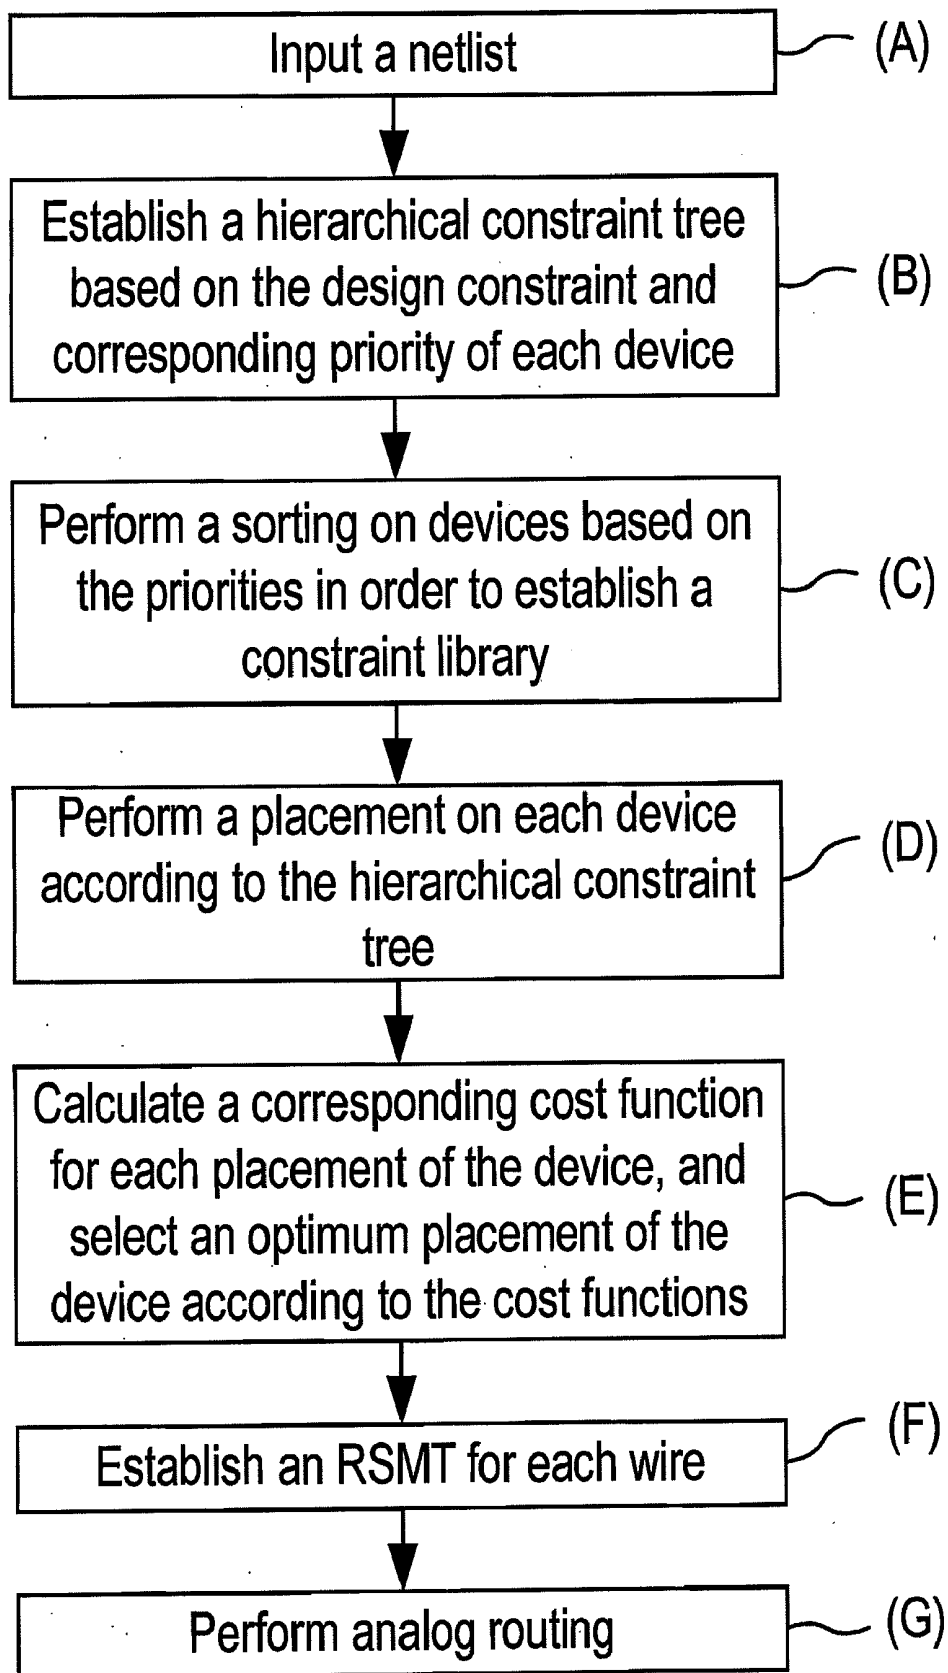 Input a netlist
(A)
Establish a hierarchical constraint tree
based on the design constraint and
corresponding priority of each device
(B)
Perform a sorting on devices based on
the priorities in order to establish a
constraint library
(C)
Perform a placement on each device
according to the hierarchical constraint
tree
(D)
Calculate a corresponding cost function
for each placement of the device, and
select an optimum placement of the
device according to the cost functions
(E)
Establish an RSMT for each wire
(F)
Perform analog routing
(G)